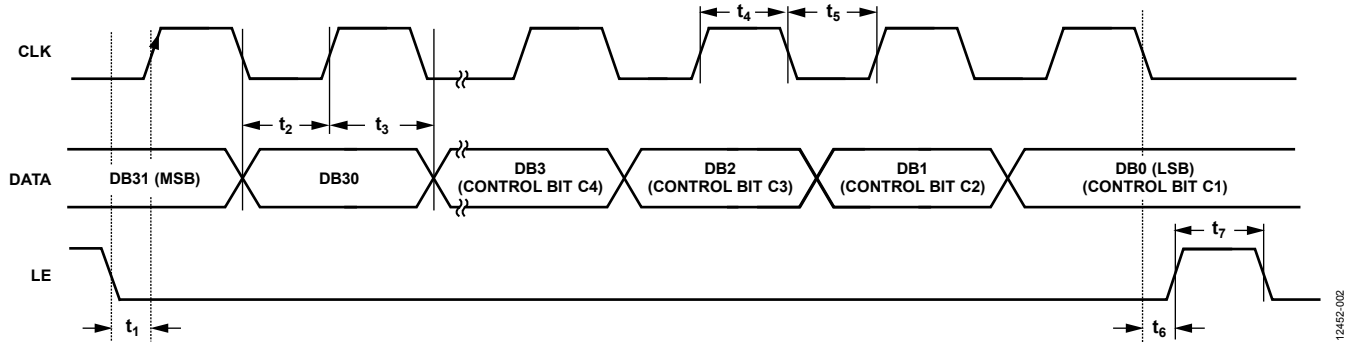 t4
t5
CLK
t2
t3
DATA
DB31 (MSB)
DB30
DB3
(CONTROL BIT C4)
DB2
(CONTROL BIT C3)
DB1
(CONTROL BIT C2)
DB0 (LSB)
(CONTROL BIT C1)
t7
LE
t1
t6
12452-002